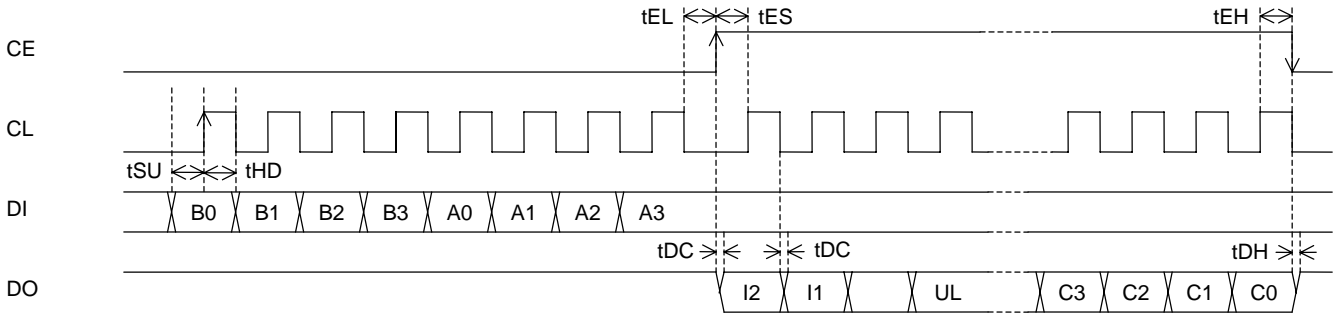 tEL tES tEH
CE
CL
tSU tHD
DI B0 B1 B2 B3 A0 A1 A2 A3
tDC tDC tDH
DO I2 I1 UL C3 C2 C1 C0